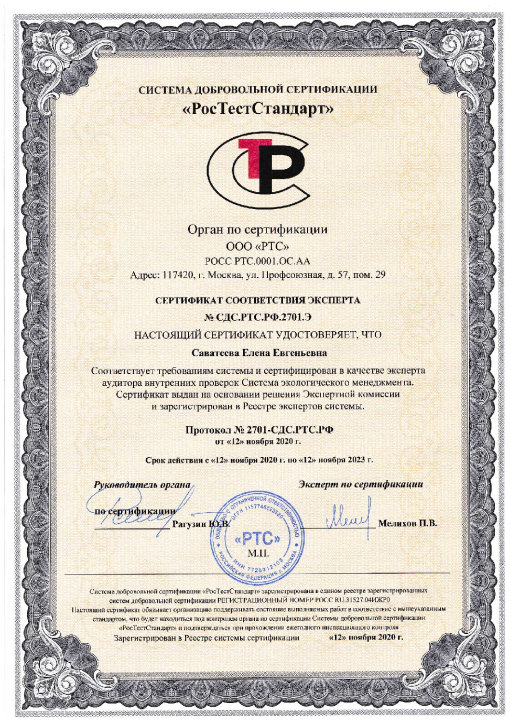 СИСТЕМА ДОБРОВОЛЬНОЙ СЕРТИФИКАЦИИ
«РосТестСтандарт»
СТР
Орган по сертификации
ООО «РТС»
РОСС РТС.0001.ОС.АА
Адрес: 117420, г. Москва, ул. Профсоюзная, д. 57, пом. 29
СЕРТИФИКАТ СООТВЕТСТВИЯ ЭКСПЕРТА
№ СДС.РТС.РФ.2701.Э
НАСТОЯЩИЙ СЕРТИФИКАТ УДОСТОВЕРЯЕТ, ЧТО
Саватеева Елена Евгеньевна
Соответствует требованиям системы и сертифицирован в качестве эксперта
аудитора внутренних проверок Система экологического менеджмента.
Сертификат выдан на основании решения Экспертной комиссии
и зарегистрирован в Реестре экспертов системы.
Протокол № 2701-СДС.РТС.РФ
от «12» ноября 2020 г.
Срок действия с «12» ноября 2020 г. по «12» ноября 2023 г.
Руководитель органа Эксперт по сертификации
по сертификации
Рагузин Ю.В. Мелихов П.В.
«РТС»
М.П.
Система добровольной сертификации «РосТестСтандарт» зарегистрирована в едином реестре зарегистрированных
систем добровольной сертификации РЕГИСТРАЦИОННЫЙ НОМЕР РОСС RU.31527.04ОЖР0
Настоящий сертификат обязывает организацию поддерживать состояние выполняемых работ в соответствие с вышеуказанным
стандартом, что будет находиться под контролем органа по сертификации Системы добровольной сертификации
«РосТестСтандарт» и подтверждаться при прохождении ежегодного инспекционного контроля
Зарегистрирован в Реестре системы сертификации «12» ноября 2020 г.